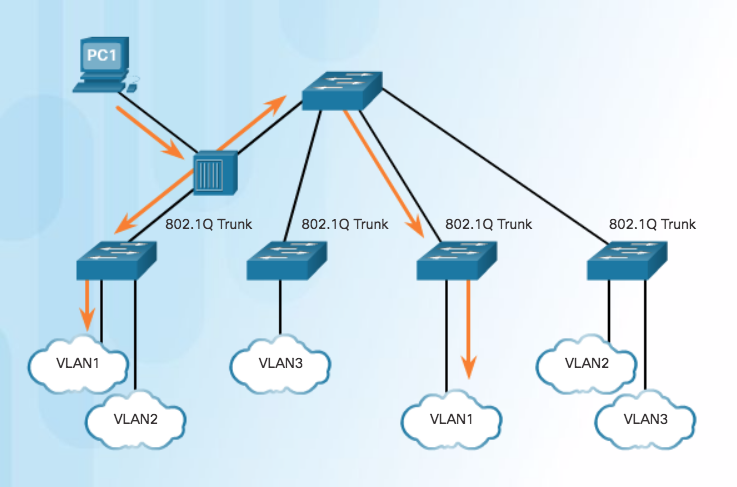 PC1
802.1Q Trunk
802.1Q Trunk
802.1Q Trunk
802.1Q Trunk
VLAN1
VLAN3
VLAN2
VLAN2
VLAN1
VLAN3